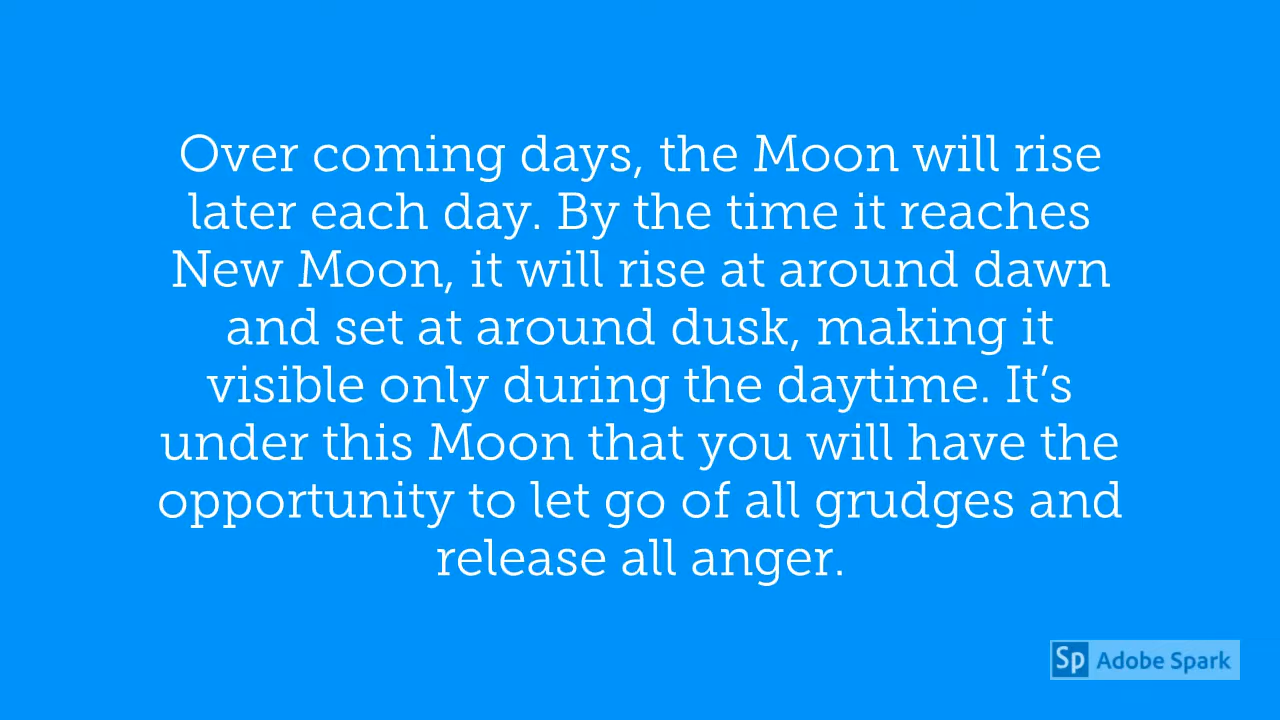 Over coming days, the Moon will rise
later each day. By the time it reaches
New Moon, it will rise at around dawn
and set at around dusk, making it
visible only during the daytime. It’s
under this Moon that you will have the
opportunity to let go of all grudges and
release all anger.
Sp Adobe Spark